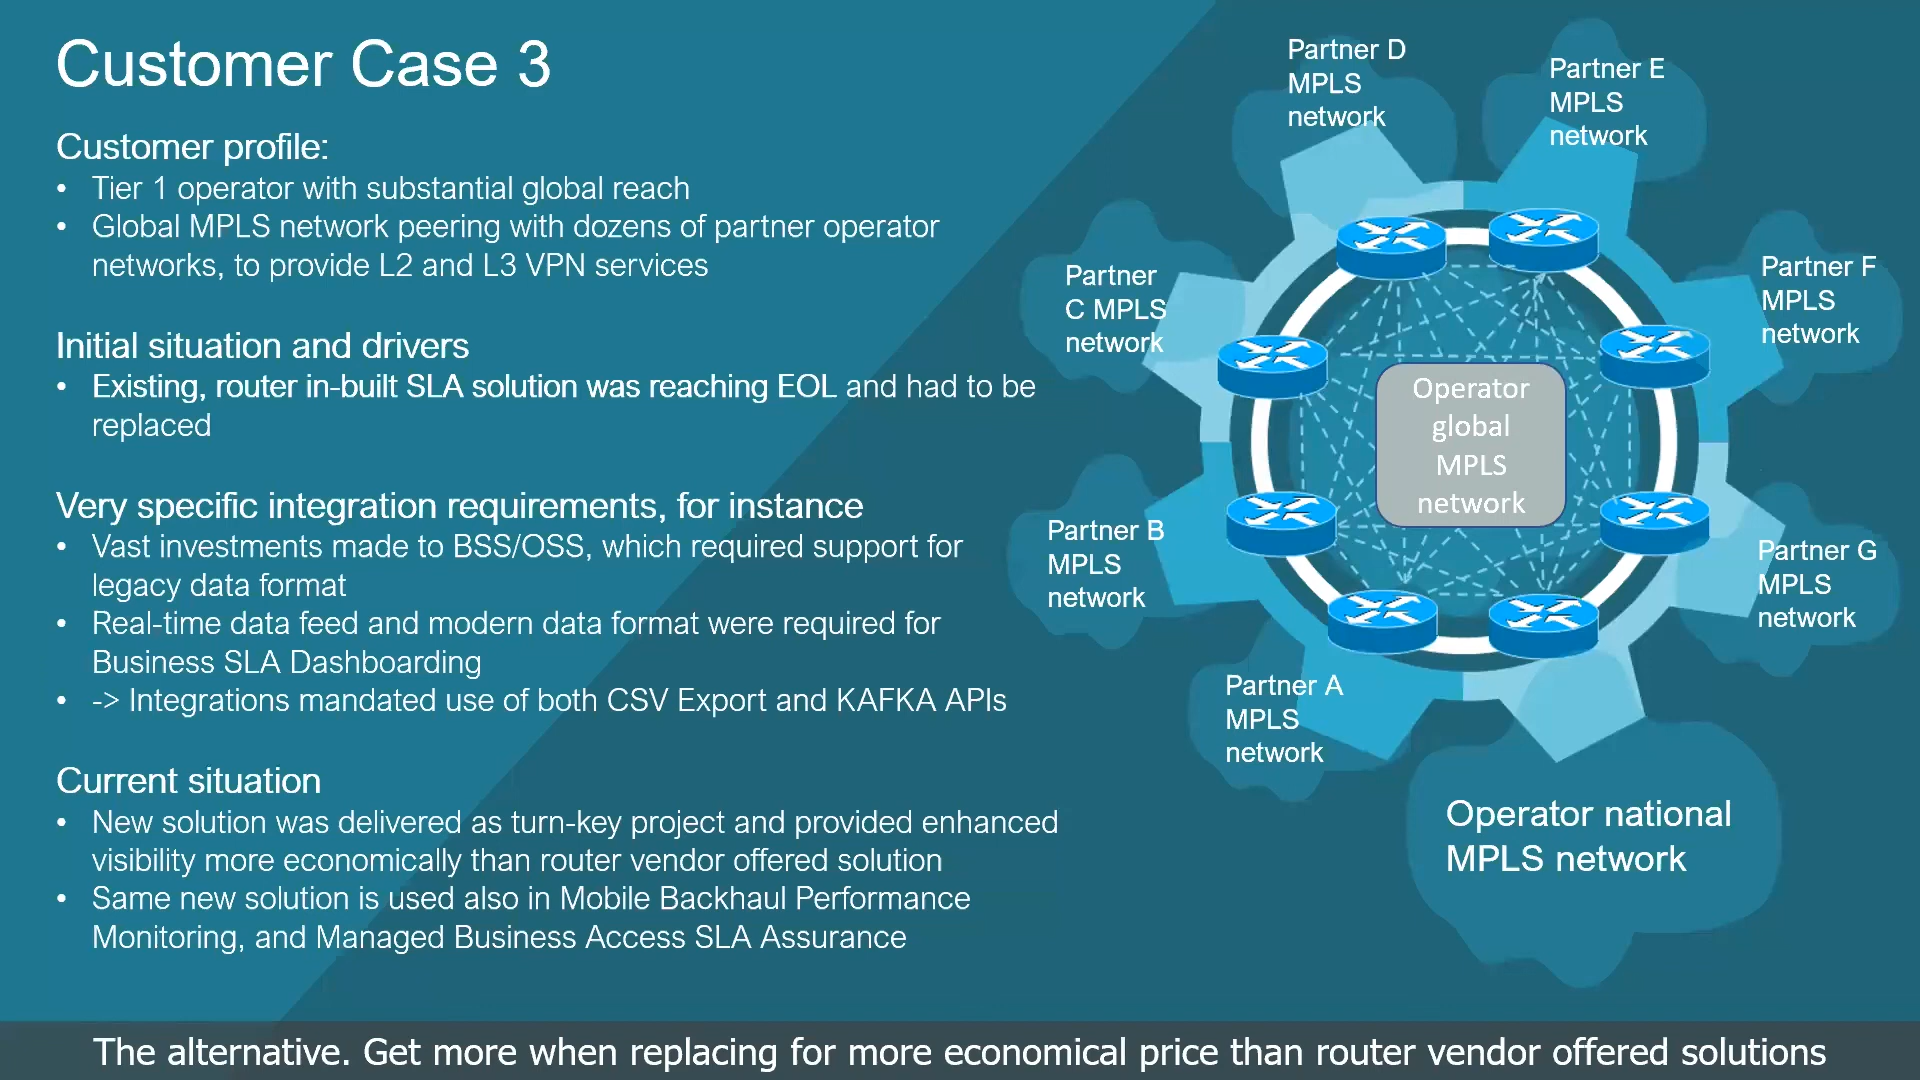 Customer Case 3
Customer profile:
• Tier 1 operator with substantial global reach
• Global MPLS network peering with dozens of partner operator
networks, to provide L2 and L3 VPN services
Initial situation and drivers
• Existing, router in-built SLA solution was reaching EOL and had to be
replaced
Very specific integration requirements, for instance
• Vast investments made to BSS/OSS, which required support for
legacy data format
• Real-time data feed and modern data format were required for
Business SLA Dashboarding
• -> Integrations mandated use of both CSV Export and KAFKA APIs
Current situation
• New solution was delivered as turn-key project and provided enhanced
visibility more economically than router vendor offered solution
• Same new solution is used also in Mobile Backhaul Performance
Monitoring, and Managed Business Access SLA Assurance
Partner D
MPLS
network
Partner E
MPLS
network
Partner
C MPLS
network
Partner F
MPLS
network
Operator
global
MPLS
network
Partner B
MPLS
network
Partner G
MPLS
network
Partner A
MPLS
network
Operator national
MPLS network
The alternative. Get more when replacing for more economical price than router vendor offered solutions